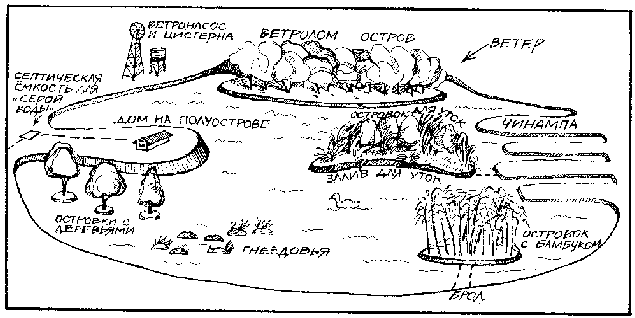 ВЕТРОНАСОС
И ЦИСТЕРНА
ВЕТРОЛОМ ОСТРОВ
ВЕТЕР
СЕПТИЧЕСКАЯ
ЕМКОСТЬ ДЛЯ
"СЕРОЙ
ВОДЫ"
ДОМ НА ПОЛУОСТРОВЕ
ОСТРОВОК ДЛЯ УТОК
ЧИНАМПА
ЗАЛИВ ДЛЯ УТОК
ОСТРОВКИ С
ДЕРЕВЬЯМИ
ГНЕЗДОВЬЯ
ОСТРОВОК
С БАМБУКОМ
БРОД